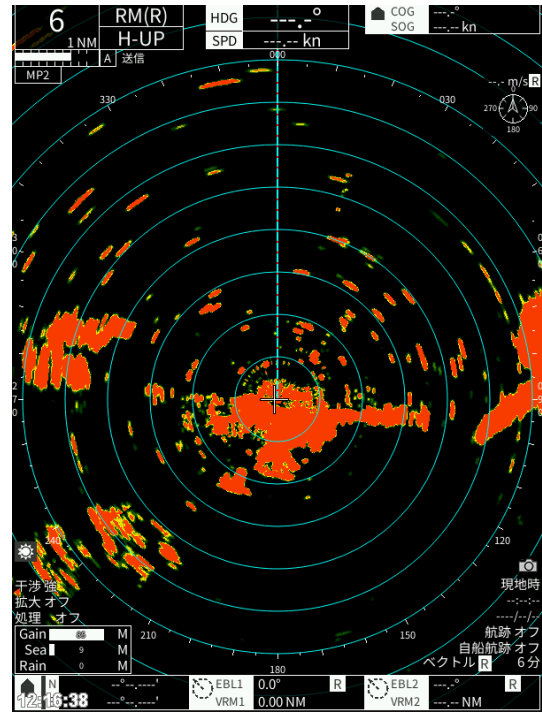 6
1 NM
RM(R)
H-UP
HDG ---.-°
SPD --.-- kn
COG ---.-°
SOG --.-- kn
A 送信
MP2
000
--.- m/s R
0
270 90
180
330
030
240
120
210
150
180
干渉 強
拡大 オフ
処理 オフ
Gain 86 M
Sea 9 M
Rain 0 M
現地時
--:--:--
----/--/--
航跡 オフ
自船航跡 オフ
ベクトル R 6分
N --°--.----'
---°--.----'
12:16:38
EBL1 0.0° R
VRM1 0.00 NM
EBL2 ---.-° R
VRM2 --.-- NM